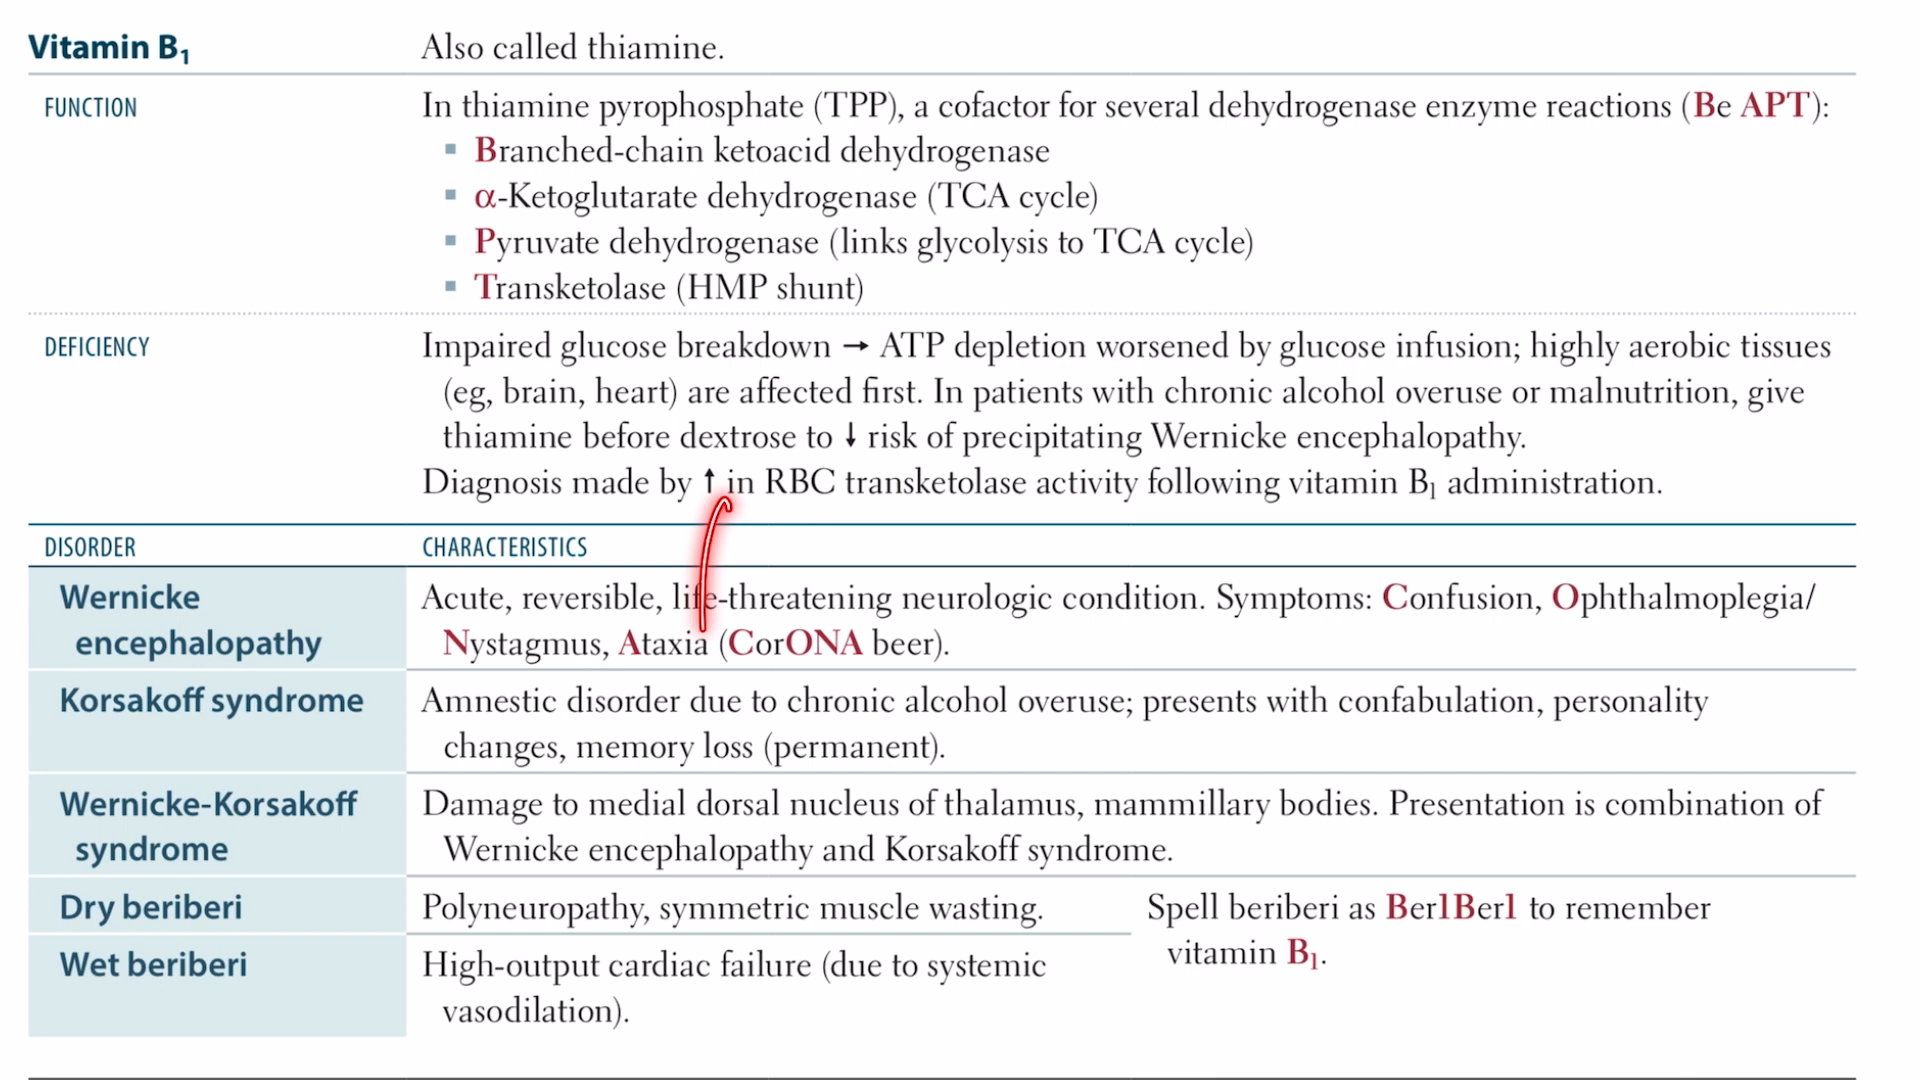 Vitamin B₁ Also called thiamine.
FUNCTION In thiamine pyrophosphate (TPP), a cofactor for several dehydrogenase enzyme reactions (Be APT):
▪ Branched-chain ketoacid dehydrogenase
▪ α-Ketoglutarate dehydrogenase (TCA cycle)
▪ Pyruvate dehydrogenase (links glycolysis to TCA cycle)
▪ Transketolase (HMP shunt)
DEFICIENCY Impaired glucose breakdown → ATP depletion worsened by glucose infusion; highly aerobic tissues
(eg, brain, heart) are affected first. In patients with chronic alcohol overuse or malnutrition, give
thiamine before dextrose to ↓ risk of precipitating Wernicke encephalopathy.
Diagnosis made by ↑ in RBC transketolase activity following vitamin B₁ administration.
DISORDER CHARACTERISTICS
Wernicke Acute, reversible, life-threatening neurologic condition. Symptoms: Confusion, Ophthalmoplegia/
encephalopathy Nystagmus, Ataxia (CorONA beer).
Korsakoff syndrome Amnestic disorder due to chronic alcohol overuse; presents with confabulation, personality
changes, memory loss (permanent).
Wernicke-Korsakoff Damage to medial dorsal nucleus of thalamus, mammillary bodies. Presentation is combination of
syndrome Wernicke encephalopathy and Korsakoff syndrome.
Dry beriberi Polyneuropathy, symmetric muscle wasting. Spell beriberi as Ber1Ber1 to remember
vitamin B₁.
Wet beriberi High-output cardiac failure (due to systemic
vasodilation).